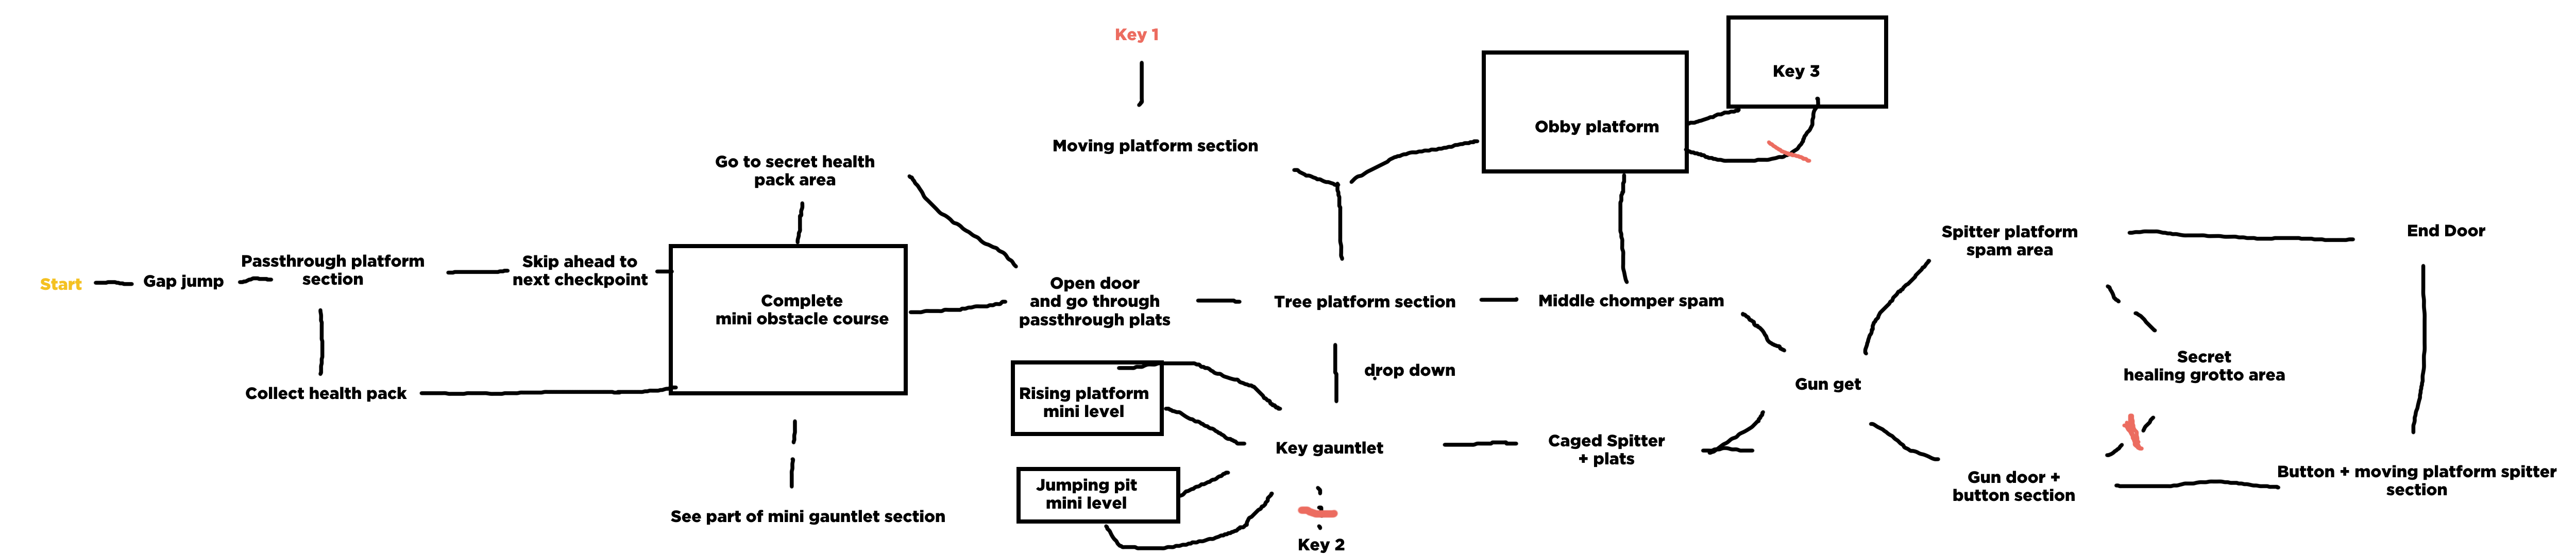 Start
Gap jump
Passthrough platform
section
Collect health pack
Skip ahead to
next checkpoint
Go to secret health
pack area
Complete
mini obstacle course
See part of mini gauntlet section
Open door
and go through
passthrough plats
Key 1
Moving platform section
Tree platform section
drop down
Rising platform
mini level
Jumping pit
mini level
Key gauntlet
Key 2
Obby platform
Key 3
Middle chomper spam
Caged Spitter
+ plats
Gun get
Spitter platform
spam area
Secret
healing grotto area
Gun door +
button section
End Door
Button + moving platform spitter
section